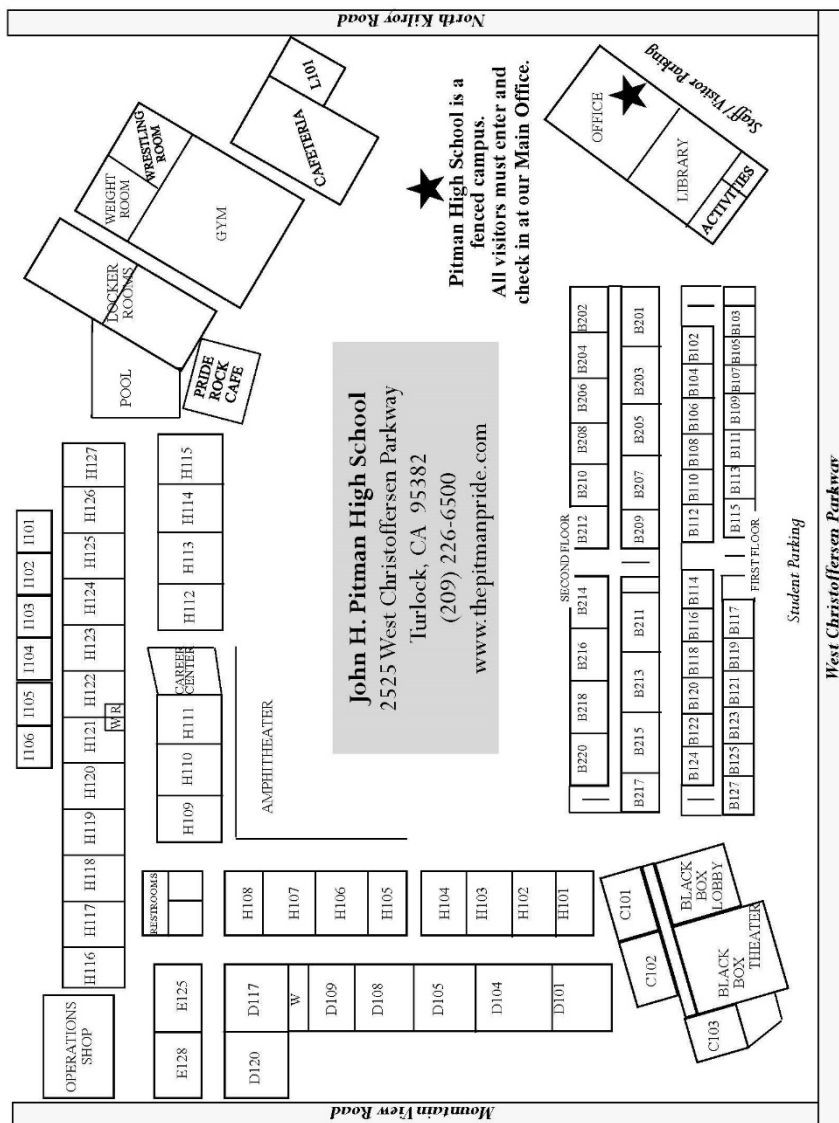 North Kilroy Road
L101
CAFETERIA
WRESTLING
ROOM
WEIGHT
ROOM
GYM
LOCKER
ROOMS
POOL
PRIDE
ROCK
CAFE
Pitman High School is a
fenced campus.
All visitors must enter and
check in at our Main Office.
Staff/Visitor Parking
OFFICE
LIBRARY
ACTIVITIES
John H. Pitman High School
2525 West Christoffersen Parkway
Turlock, CA 95382
(209) 226-6500
www.thepitmanpride.com
I101
I102
I103
I104
I105
I106
H127
H126
H125
H124
H123
H122
WR
H121
H120
H119
H118
H117
H116
H115
H114
H113
H112
CAREER
CENTER
H111
H110
H109
AMPHITHEATER
SECOND FLOOR
B202
B204
B206
B208
B210
B212
B214
B216
B218
B220
B201
B203
B205
B207
B209
B211
B213
B215
B217
FIRST FLOOR
B102
B104
B106
B108
B110
B112
B114
B116
B118
B120
B122
B124
B103
B105
B107
B109
B111
B113
B115
B117
B119
B121
B123
B125
B127
Student Parking
West Christoffersen Parkway
RESTROOMS
H108
H107
H106
H105
H104
H103
H102
H101
OPERATIONS
SHOP
E125
E128
D117
D120
W
D109
D108
D105
D104
D101
C101
C102
C103
BLACK
BOX
LOBBY
BLACK
BOX
THEATER
Mountain View Road